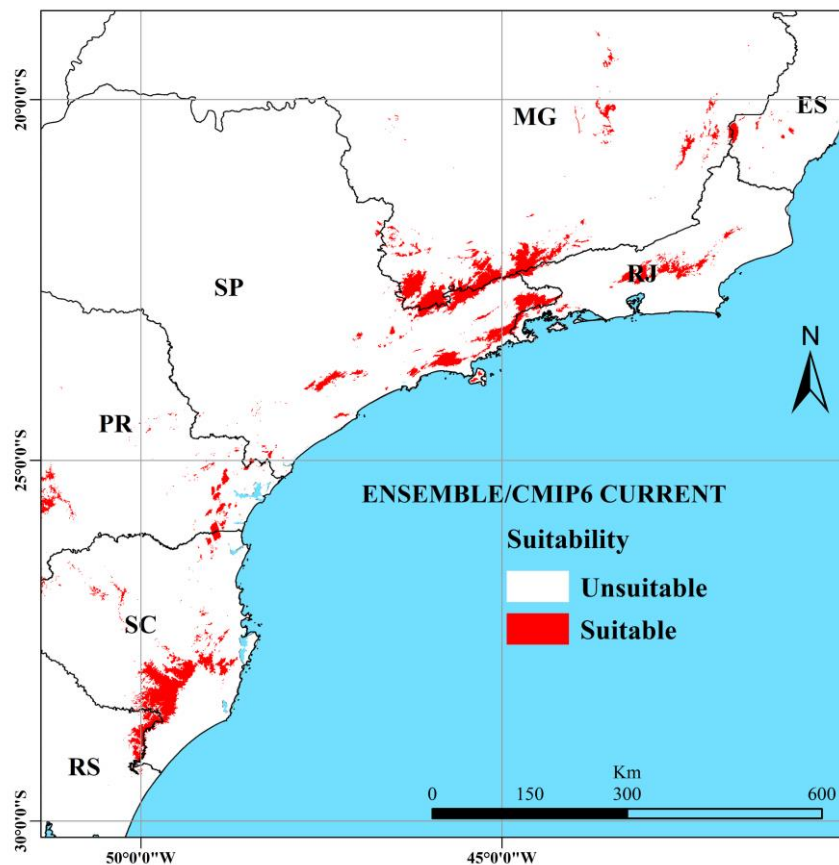 20°0'0"S
MG
ES
SP
RJ
N
PR
25°0'0"S
ENSEMBLE/CMIP6 CURRENT
Suitability
Unsuitable
Suitable
SC
RS
Km
0 150 300 600
30°0'0"S
50°0'0"W 45°0'0"W